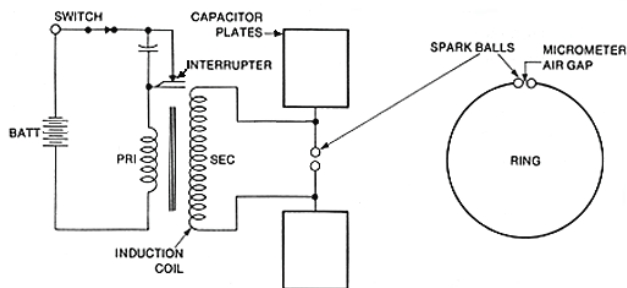 SWITCH
CAPACITOR
PLATES
SPARK BALLS
MICROMETER
AIR GAP
INTERRUPTER
BATT
PRI
SEC
RING
INDUCTION
COIL